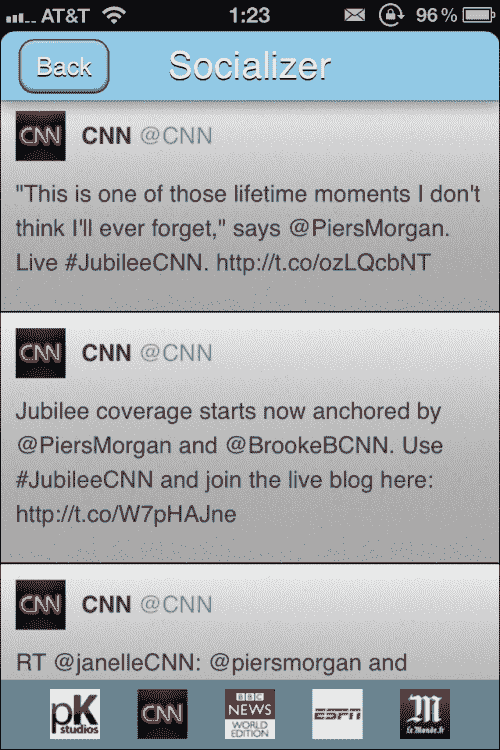 AT&T 1:23 96%
Back Socializer
CNN CNN @CNN
"This is one of those lifetime moments I don't
think I'll ever forget," says @PiersMorgan.
Live #JubileeCNN. http://t.co/ozLQcbNT
CNN CNN @CNN
Jubilee coverage starts now anchored by
@PiersMorgan and @BrookeBCNN. Use
#JubileeCNN and join the live blog here:
http://t.co/W7pHAJne
CNN CNN @CNN
RT @janelleCNN: @piersmorgan and
pK
studios
CNN
BBC
NEWS
WORLD
EDITION
ESPN
M
Le Monde.fr